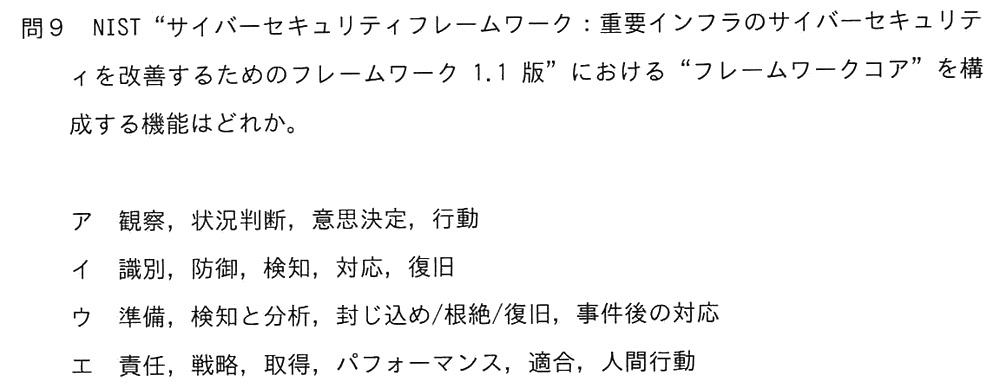 問9 NIST“サイバーセキュリティフレームワーク：重要インフラのサイバーセキュリテ
ィを改善するためのフレームワーク 1.1 版”における“フレームワークコア”を構
成する機能はどれか。
ア 観察，状況判断，意思決定，行動
イ 識別，防御，検知，対応，復旧
ウ 準備，検知と分析，封じ込め/根絶/復旧，事件後の対応
エ 責任，戦略，取得，パフォーマンス，適合，人間行動